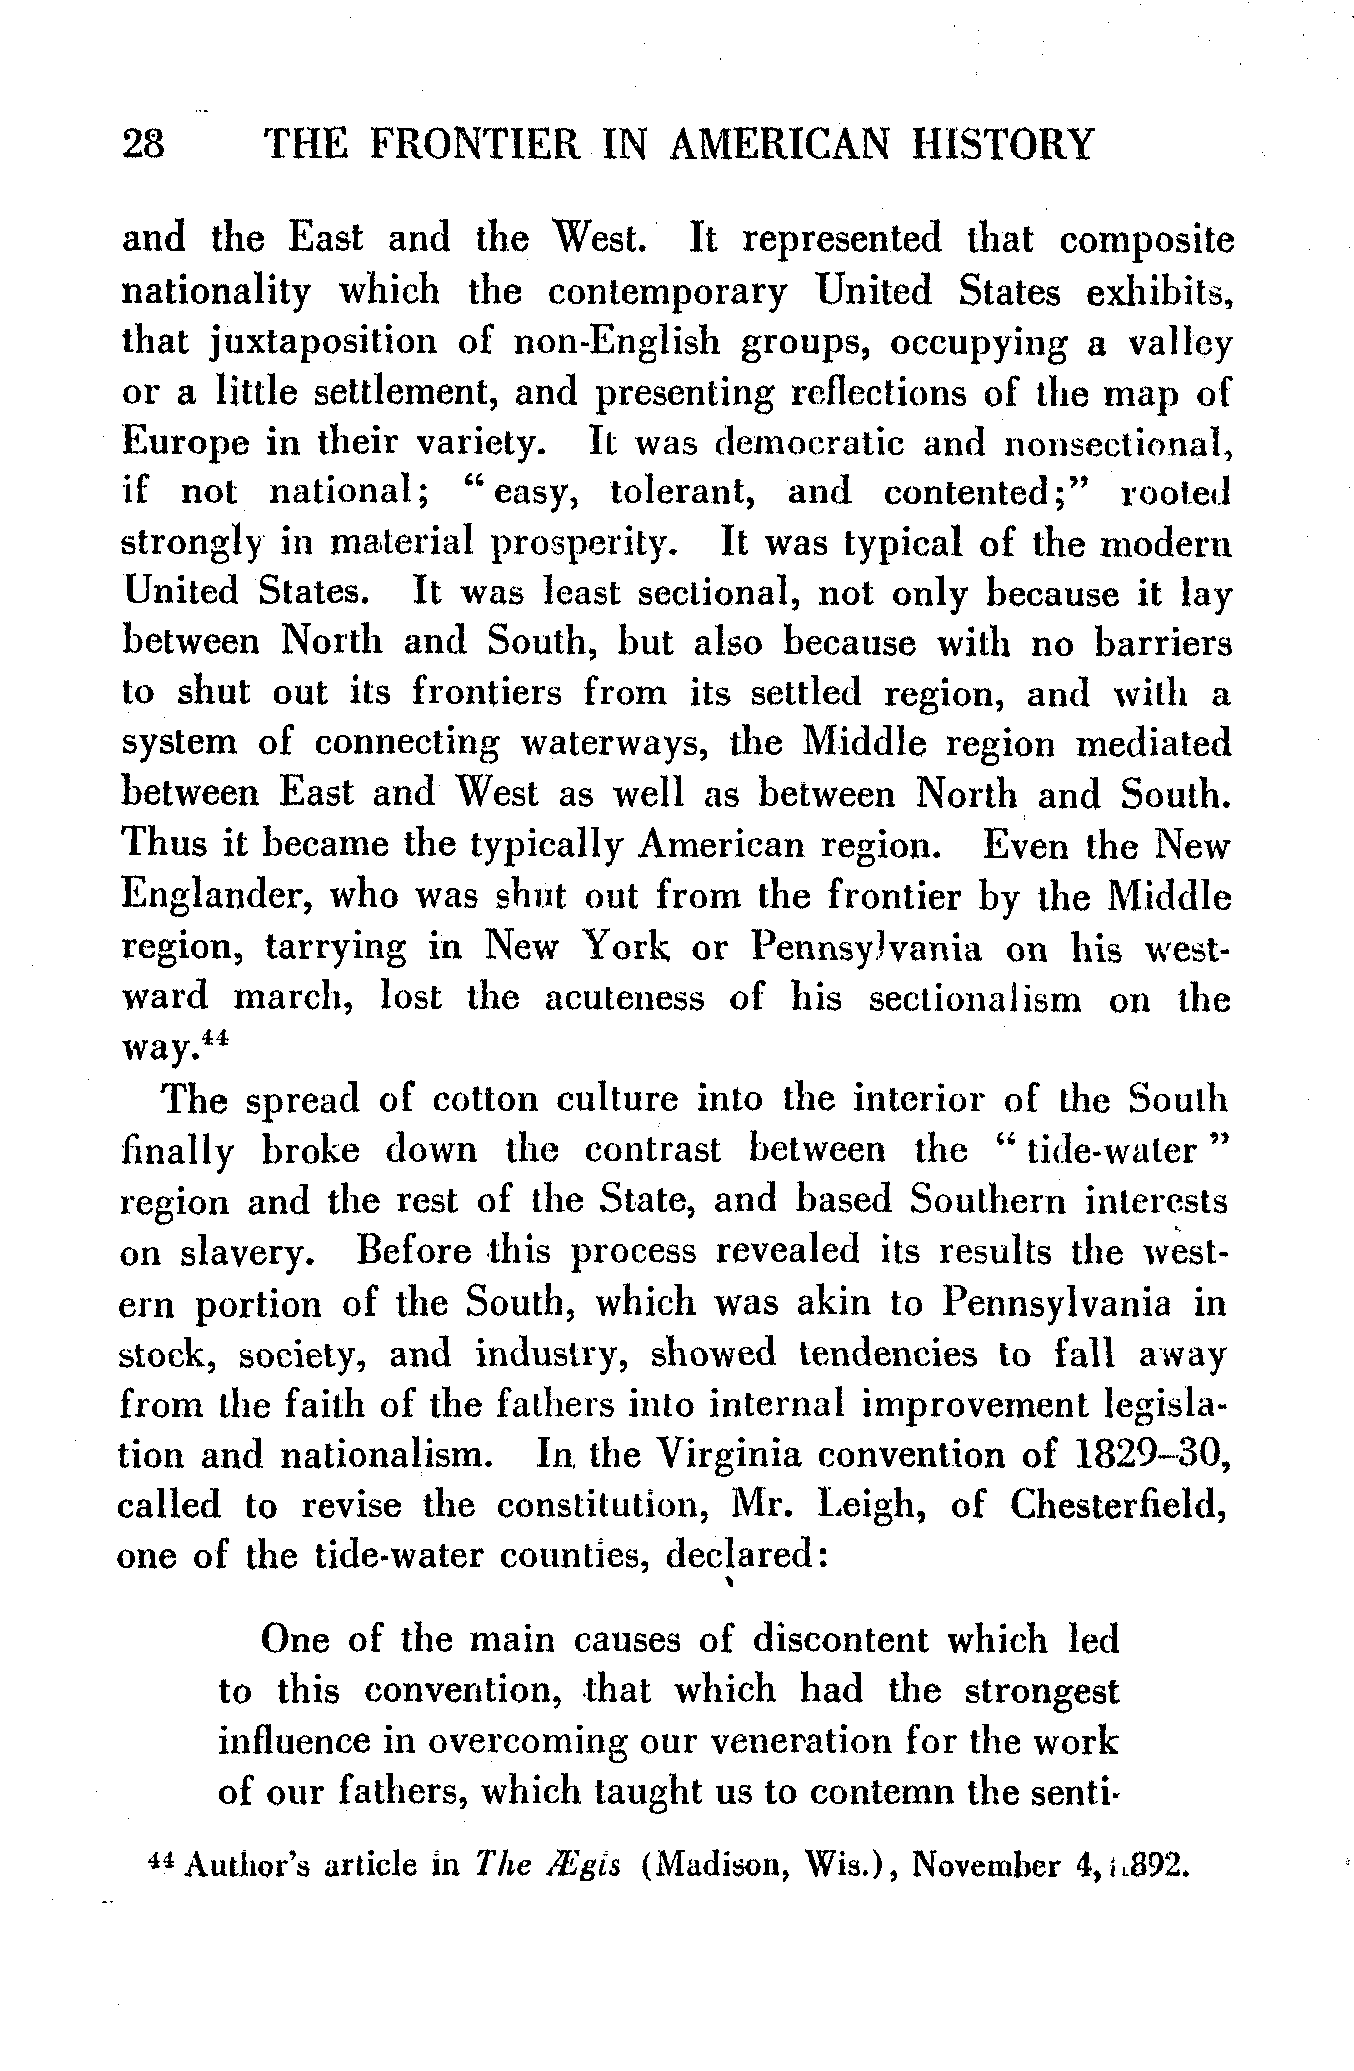 28 THE FRONTIER IN AMERICAN HISTORY
and the East and the West. It represented that composite
nationality which the contemporary United States exhibits,
that juxtaposition of non-English groups, occupying a valley
or a little settlement, and presenting reflections of the map of
Europe in their variety. It was democratic and nonsectional,
if not national; “ easy, tolerant, and contented;” rooted
strongly in material prosperity. It was typical of the modern
United States. It was least sectional, not only because it lay
between North and South, but also because with no barriers
to shut out its frontiers from its settled region, and with a
system of connecting waterways, the Middle region mediated
between East and West as well as between North and South.
Thus it became the typically American region. Even the New
Englander, who was shut out from the frontier by the Middle
region, tarrying in New York or Pennsylvania on his west-
ward march, lost the acuteness of his sectionalism on the
way.44
The spread of cotton culture into the interior of the South
finally broke down the contrast between the “ tide-water ”
region and the rest of the State, and based Southern interests
on slavery. Before this process revealed its results the west-
ern portion of the South, which was akin to Pennsylvania in
stock, society, and industry, showed tendencies to fall away
from the faith of the fathers into internal improvement legisla-
tion and nationalism. In the Virginia convention of 1829–30,
called to revise the constitution, Mr. Leigh, of Chesterfield,
one of the tide-water counties, declared:
One of the main causes of discontent which led
to this convention, that which had the strongest
influence in overcoming our veneration for the work
of our fathers, which taught us to contemn the senti-
44 Author’s article in The Ægis (Madison, Wis.), November 4, 1892.